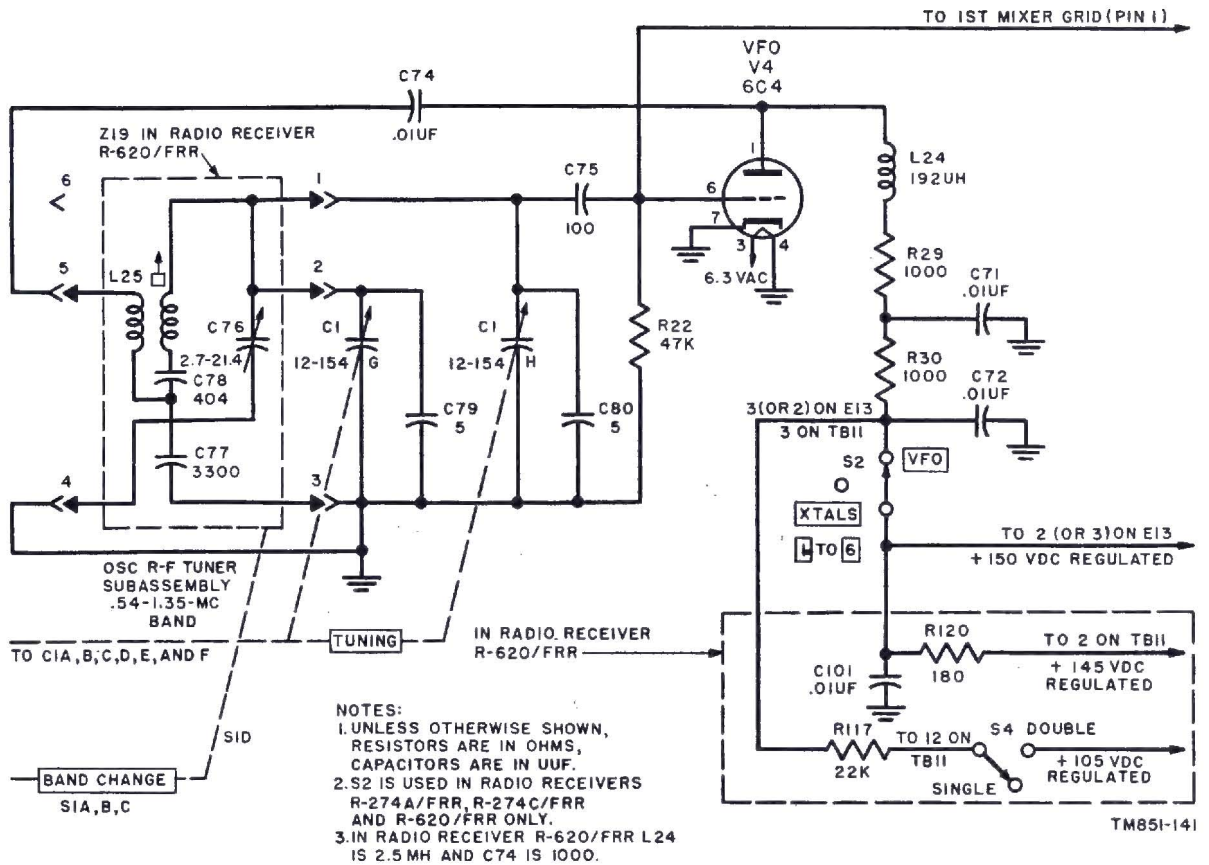 TO 1ST MIXER GRID (PIN 1)
VFO
V4
6C4
C74
.01UF
Z19 IN RADIO RECEIVER
R-620/FRR
6
1
1
L24
192UH
C75
100
6
7
3
4
6.3 VAC
5
L25
2
R29
1000
C71
.01UF
C76
2.7-21.4
C1
12-154
G
C1
12-154
H
R22
47K
C78
404
R30
1000
C72
.01UF
C79
5
C80
5
3(OR 2) ON E13
3 ON TB11
C77
3300
S2
VFO
4
3
XTALS
1 TO 6
TO 2 (OR 3) ON E13
+ 150 VDC REGULATED
OSC R-F TUNER
SUBASSEMBLY
.54-1.35-MC
BAND
TUNING
TO C1A, B, C, D, E, AND F
IN RADIO RECEIVER
R-620/FRR
R120
180
TO 2 ON TB11
+ 145 VDC
REGULATED
C101
.01UF
S1D
NOTES:
1. UNLESS OTHERWISE SHOWN,
RESISTORS ARE IN OHMS,
CAPACITORS ARE IN UUF.
2. S2 IS USED IN RADIO RECEIVERS
R-274A/FRR, R-274C/FRR
AND R-620/FRR ONLY.
3. IN RADIO RECEIVER R-620/FRR L24
IS 2.5 MH AND C74 IS 1000.
R117
22K
TO 12 ON
TB11
S4 DOUBLE
+ 105 VDC
REGULATED
SINGLE
BAND CHANGE
S1A, B, C
TM851-141